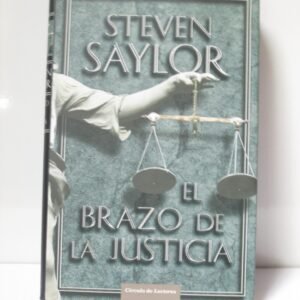 STEVEN
SAYLOR
EL
BRAZO DE
LA JUSTICIA
Círculo de Lectores